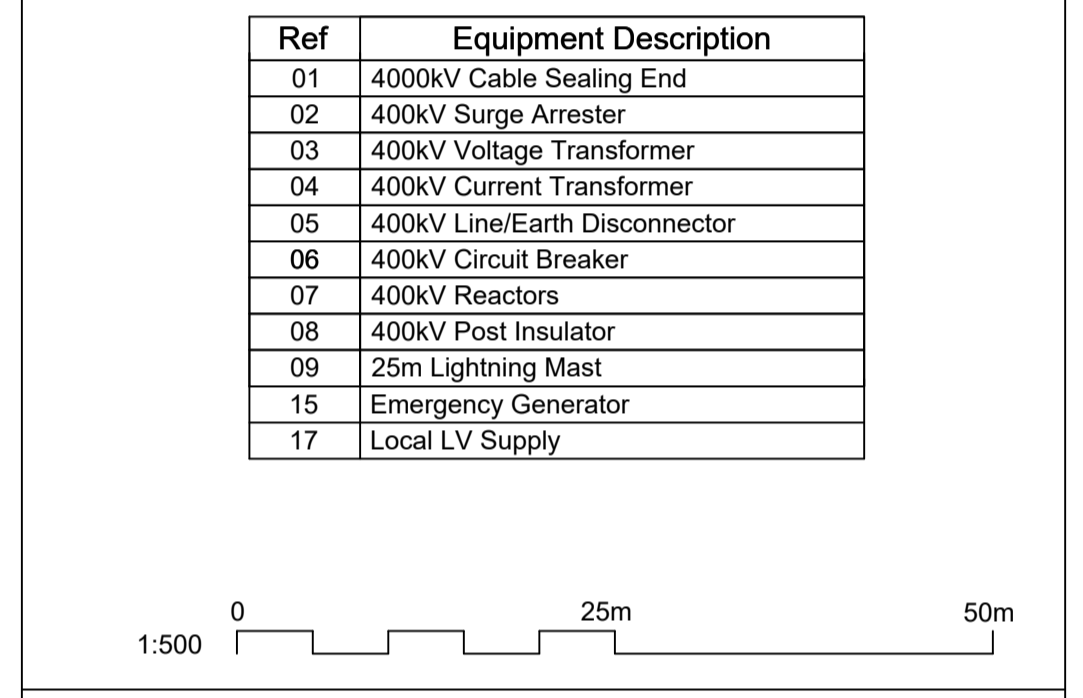 Ref Equipment Description
01 4000kV Cable Sealing End
02 400kV Surge Arrester
03 400kV Voltage Transformer
04 400kV Current Transformer
05 400kV Line/Earth Disconnector
06 400kV Circuit Breaker
07 400kV Reactors
08 400kV Post Insulator
09 25m Lightning Mast
15 Emergency Generator
17 Local LV Supply
0 25m 50m
1:500